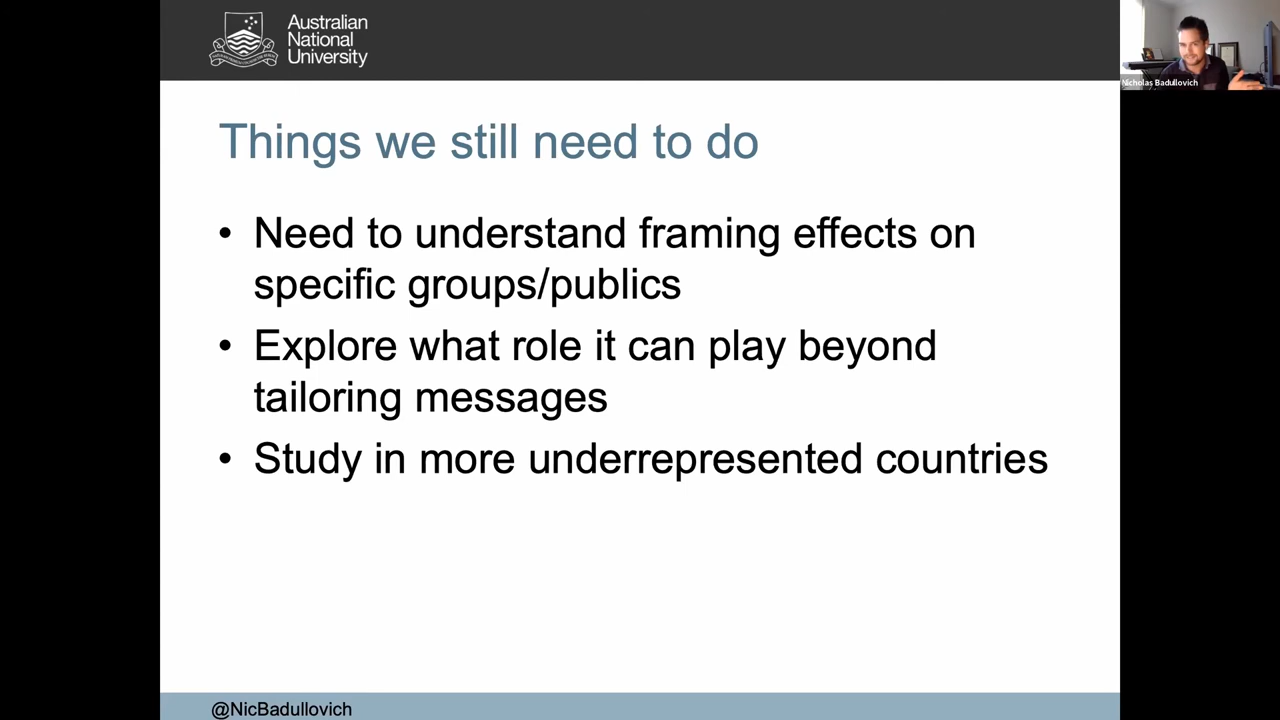 Australian
National
University
Nicholas Badullovich
Things we still need to do
• Need to understand framing effects on
specific groups/publics
• Explore what role it can play beyond
tailoring messages
• Study in more underrepresented countries
@NicBadullovich